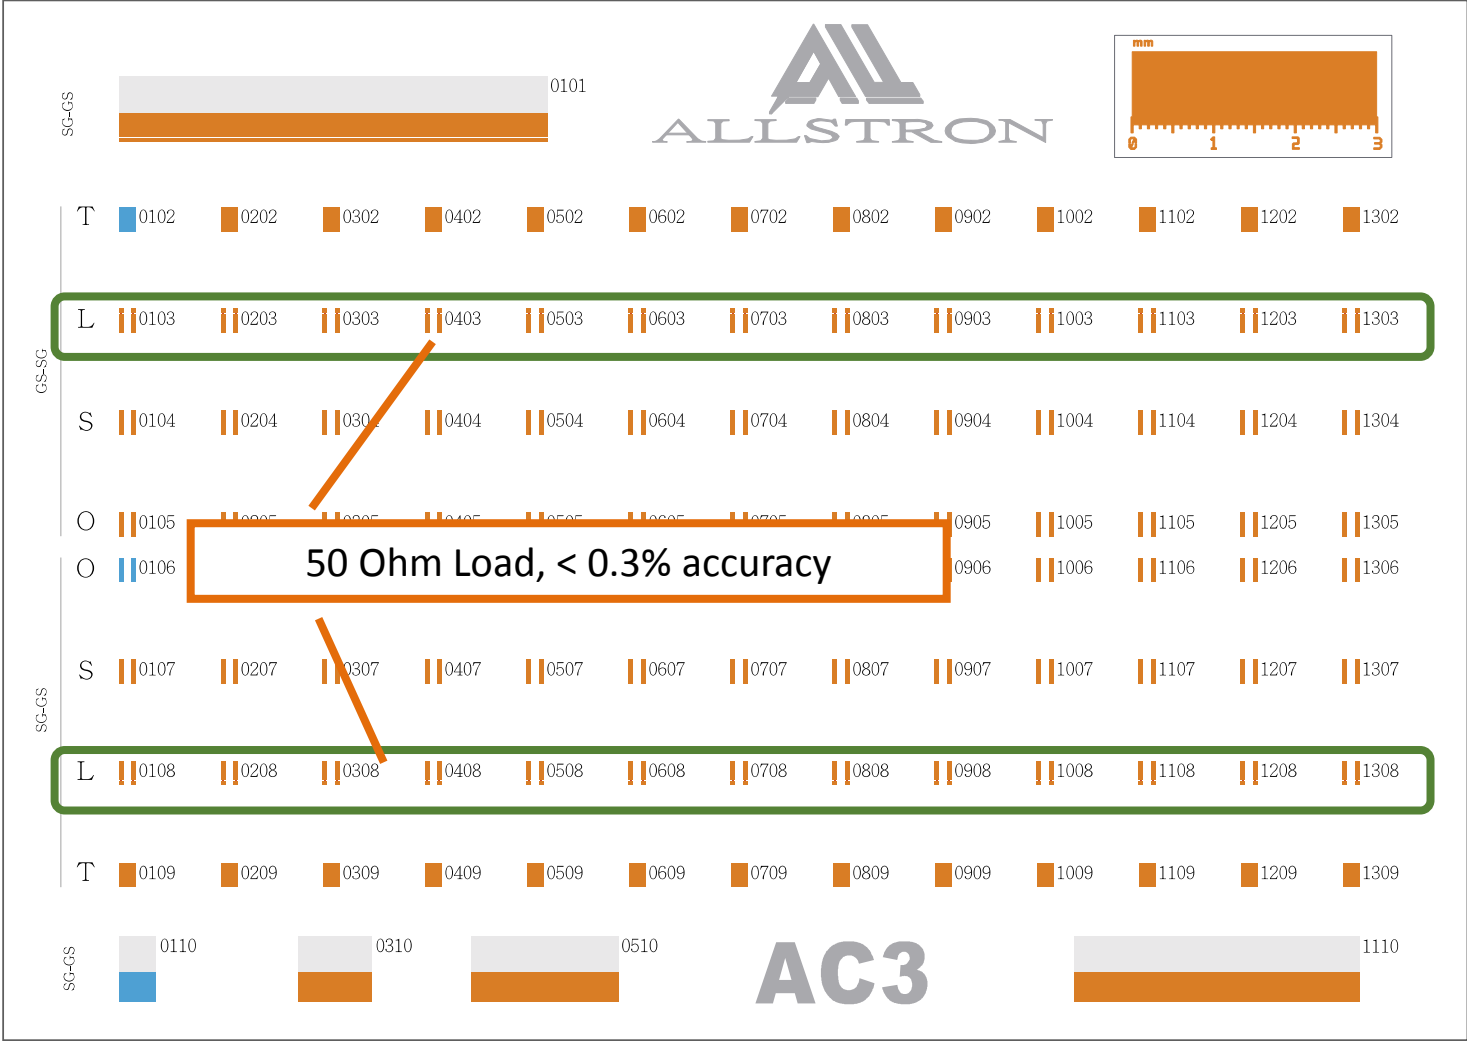 SG-GS
0101
ALLSTRON
mm
0 1 2 3
T 0102 0202 0302 0402 0502 0602 0702 0802 0902 1002 1102 1202 1302
L 0103 0203 0303 0403 0503 0603 0703 0803 0903 1003 1103 1203 1303
GS-SG
S 0104 0204 0304 0404 0504 0604 0704 0804 0904 1004 1104 1204 1304
O 0105 0905 1005 1105 1205 1305
50 Ohm Load, < 0.3% accuracy
O 0106 0906 1006 1106 1206 1306
S 0107 0207 0307 0407 0507 0607 0707 0807 0907 1007 1107 1207 1307
SG-GS
L 0108 0208 0308 0408 0508 0608 0708 0808 0908 1008 1108 1208 1308
T 0109 0209 0309 0409 0509 0609 0709 0809 0909 1009 1109 1209 1309
SG-GS
0110 0310 0510 1110
AC3